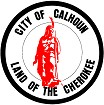 CITY OF CALHOUN
LAND OF THE CHEROKEE